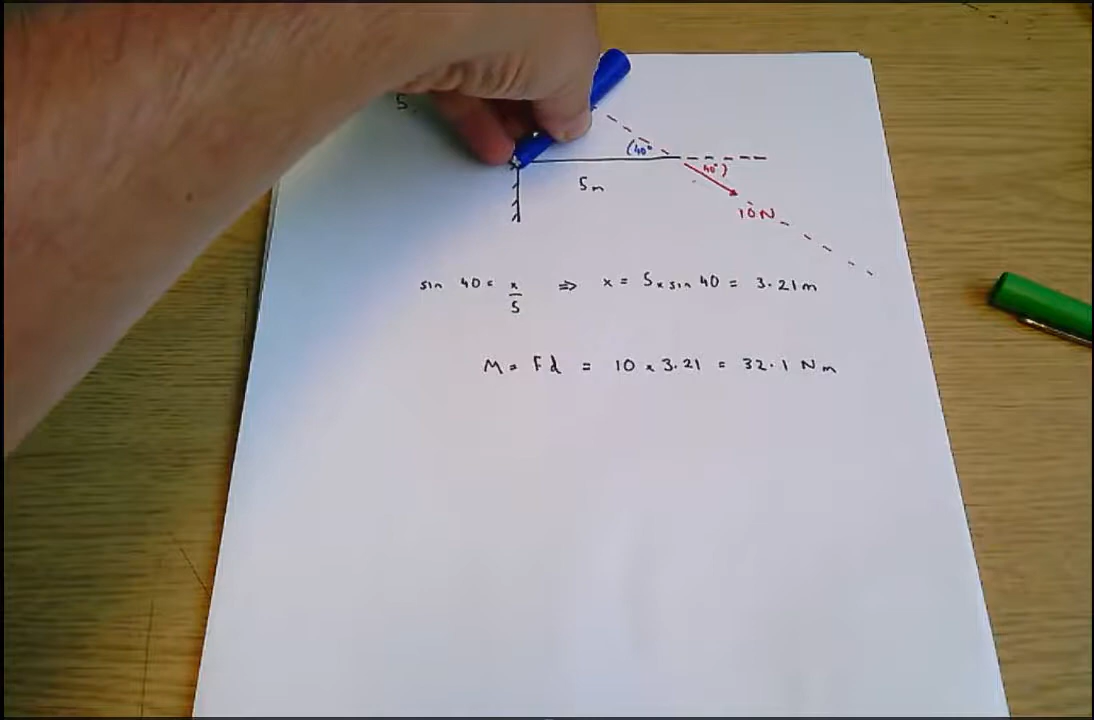 5.
(40°
40°)
5m
10N
sin 40 = x/5 ⇒ x = 5 x sin 40 = 3.21m
M = Fd = 10 x 3.21 = 32.1 Nm